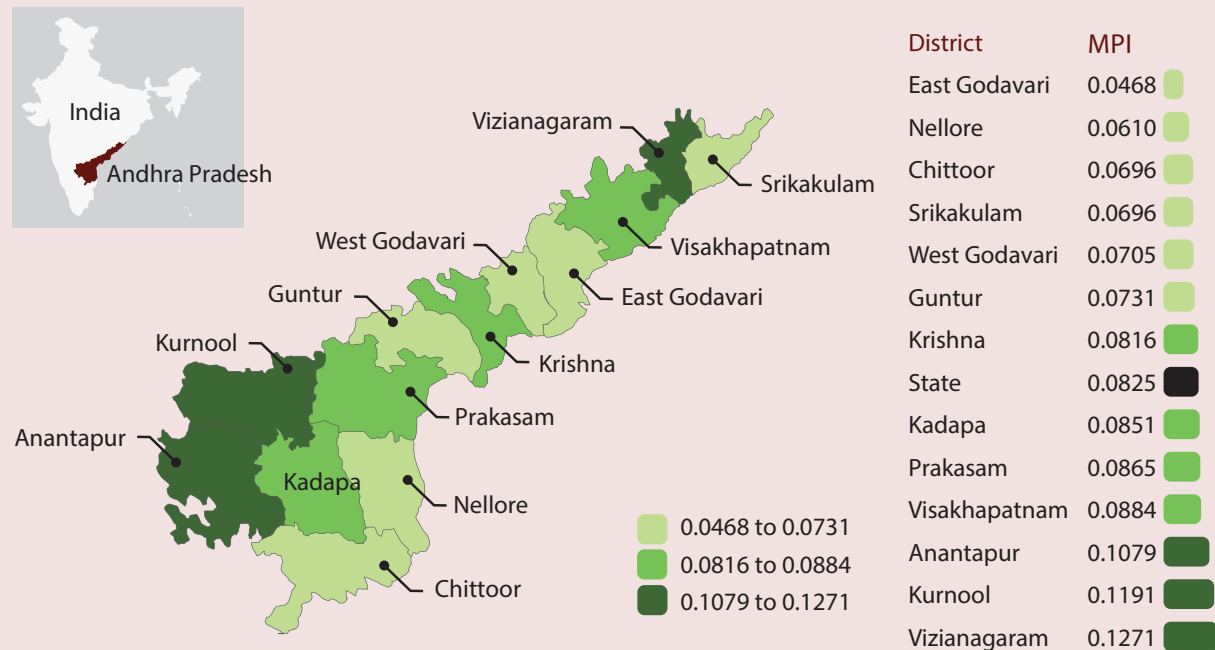 India
Andhra Pradesh
Vizianagaram
Srikakulam
Visakhapatnam
West Godavari
East Godavari
Guntur
Krishna
Kurnool
Prakasam
Anantapur
Kadapa
Nellore
Chittoor
0.0468 to 0.0731
0.0816 to 0.0884
0.1079 to 0.1271
District MPI
East Godavari 0.0468
Nellore 0.0610
Chittoor 0.0696
Srikakulam 0.0696
West Godavari 0.0705
Guntur 0.0731
Krishna 0.0816
State 0.0825
Kadapa 0.0851
Prakasam 0.0865
Visakhapatnam 0.0884
Anantapur 0.1079
Kurnool 0.1191
Vizianagaram 0.1271